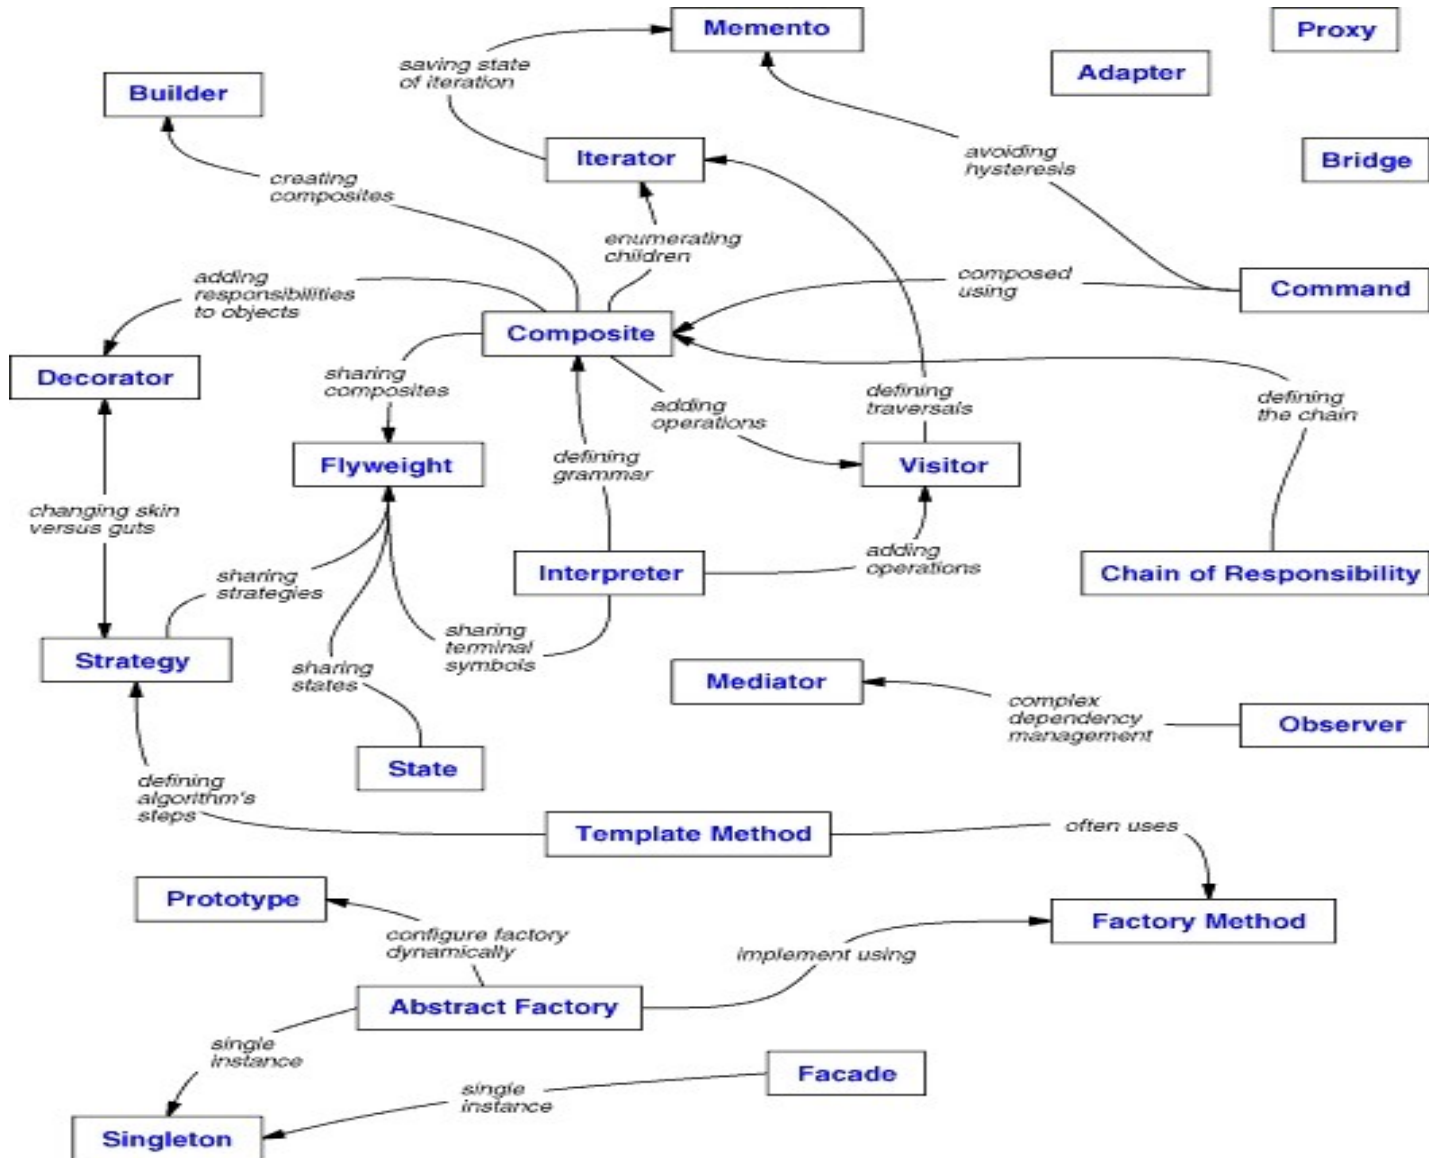 Memento
Proxy
saving state
of iteration
Adapter
Builder
Iterator
avoiding
hysteresis
Bridge
creating
composites
enumerating
children
adding
responsibilities
to objects
composed
using
Command
Composite
Decorator
sharing
composites
adding
operations
defining
traversals
defining
the chain
Flyweight
defining
grammar
Visitor
changing skin
versus guts
sharing
strategies
Interpreter
adding
operations
Chain of Responsibility
Strategy
sharing
states
sharing
terminal
symbols
Mediator
complex
dependency
management
Observer
State
defining
algorithm's
steps
Template Method
often uses
Prototype
configure factory
dynamically
implement using
Factory Method
Abstract Factory
single
instance
Facade
single
instance
Singleton